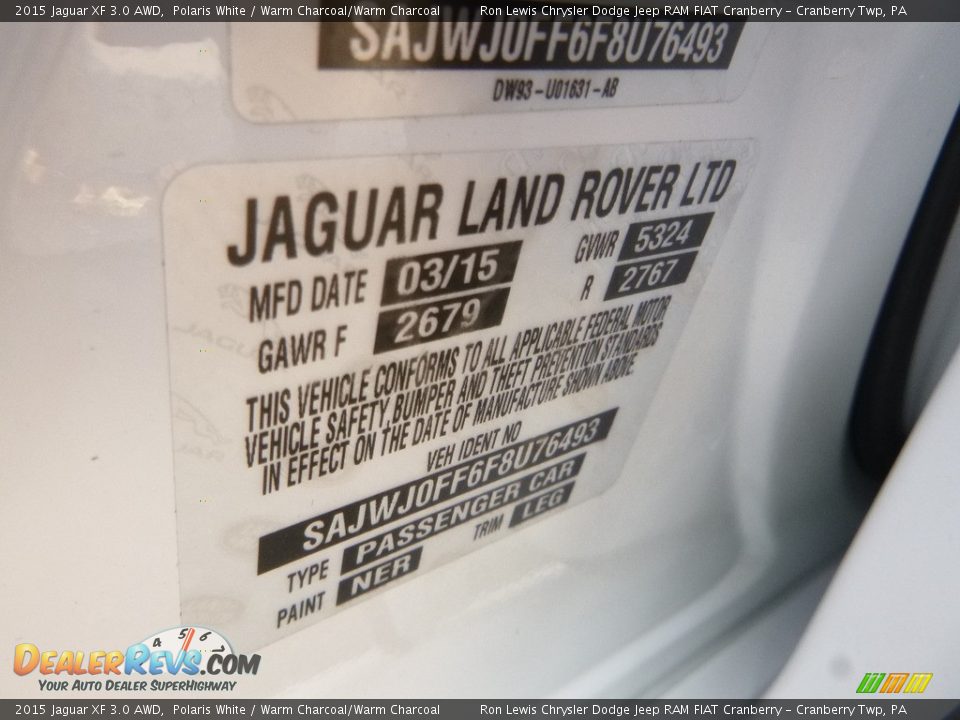 2015 Jaguar XF 3.0 AWD, Polaris White / Warm Charcoal/Warm Charcoal Ron Lewis Chrysler Dodge Jeep RAM FIAT Cranberry - Cranberry Twp, PA
SAJWJ0FF6F8U76493
DW93-U01631-AB
JAGUAR LAND ROVER LTD
MFD DATE 03/15 GVWR 5324
GAWR F 2679 R 2767
THIS VEHICLE CONFORMS TO ALL APPLICABLE FEDERAL MOTOR
VEHICLE SAFETY, BUMPER AND THEFT PREVENTION STANDARDS
IN EFFECT ON THE DATE OF MANUFACTURE SHOWN ABOVE
VEH IDENT NO
SAJWJ0FF6F8U76493
TYPE PASSENGER CAR
PAINT NER TRIM LEG
4 5 6 7
DEALERREVS.COM
YOUR AUTO DEALER SUPERHIGHWAY
2015 Jaguar XF 3.0 AWD, Polaris White / Warm Charcoal/Warm Charcoal Ron Lewis Chrysler Dodge Jeep RAM FIAT Cranberry - Cranberry Twp, PA